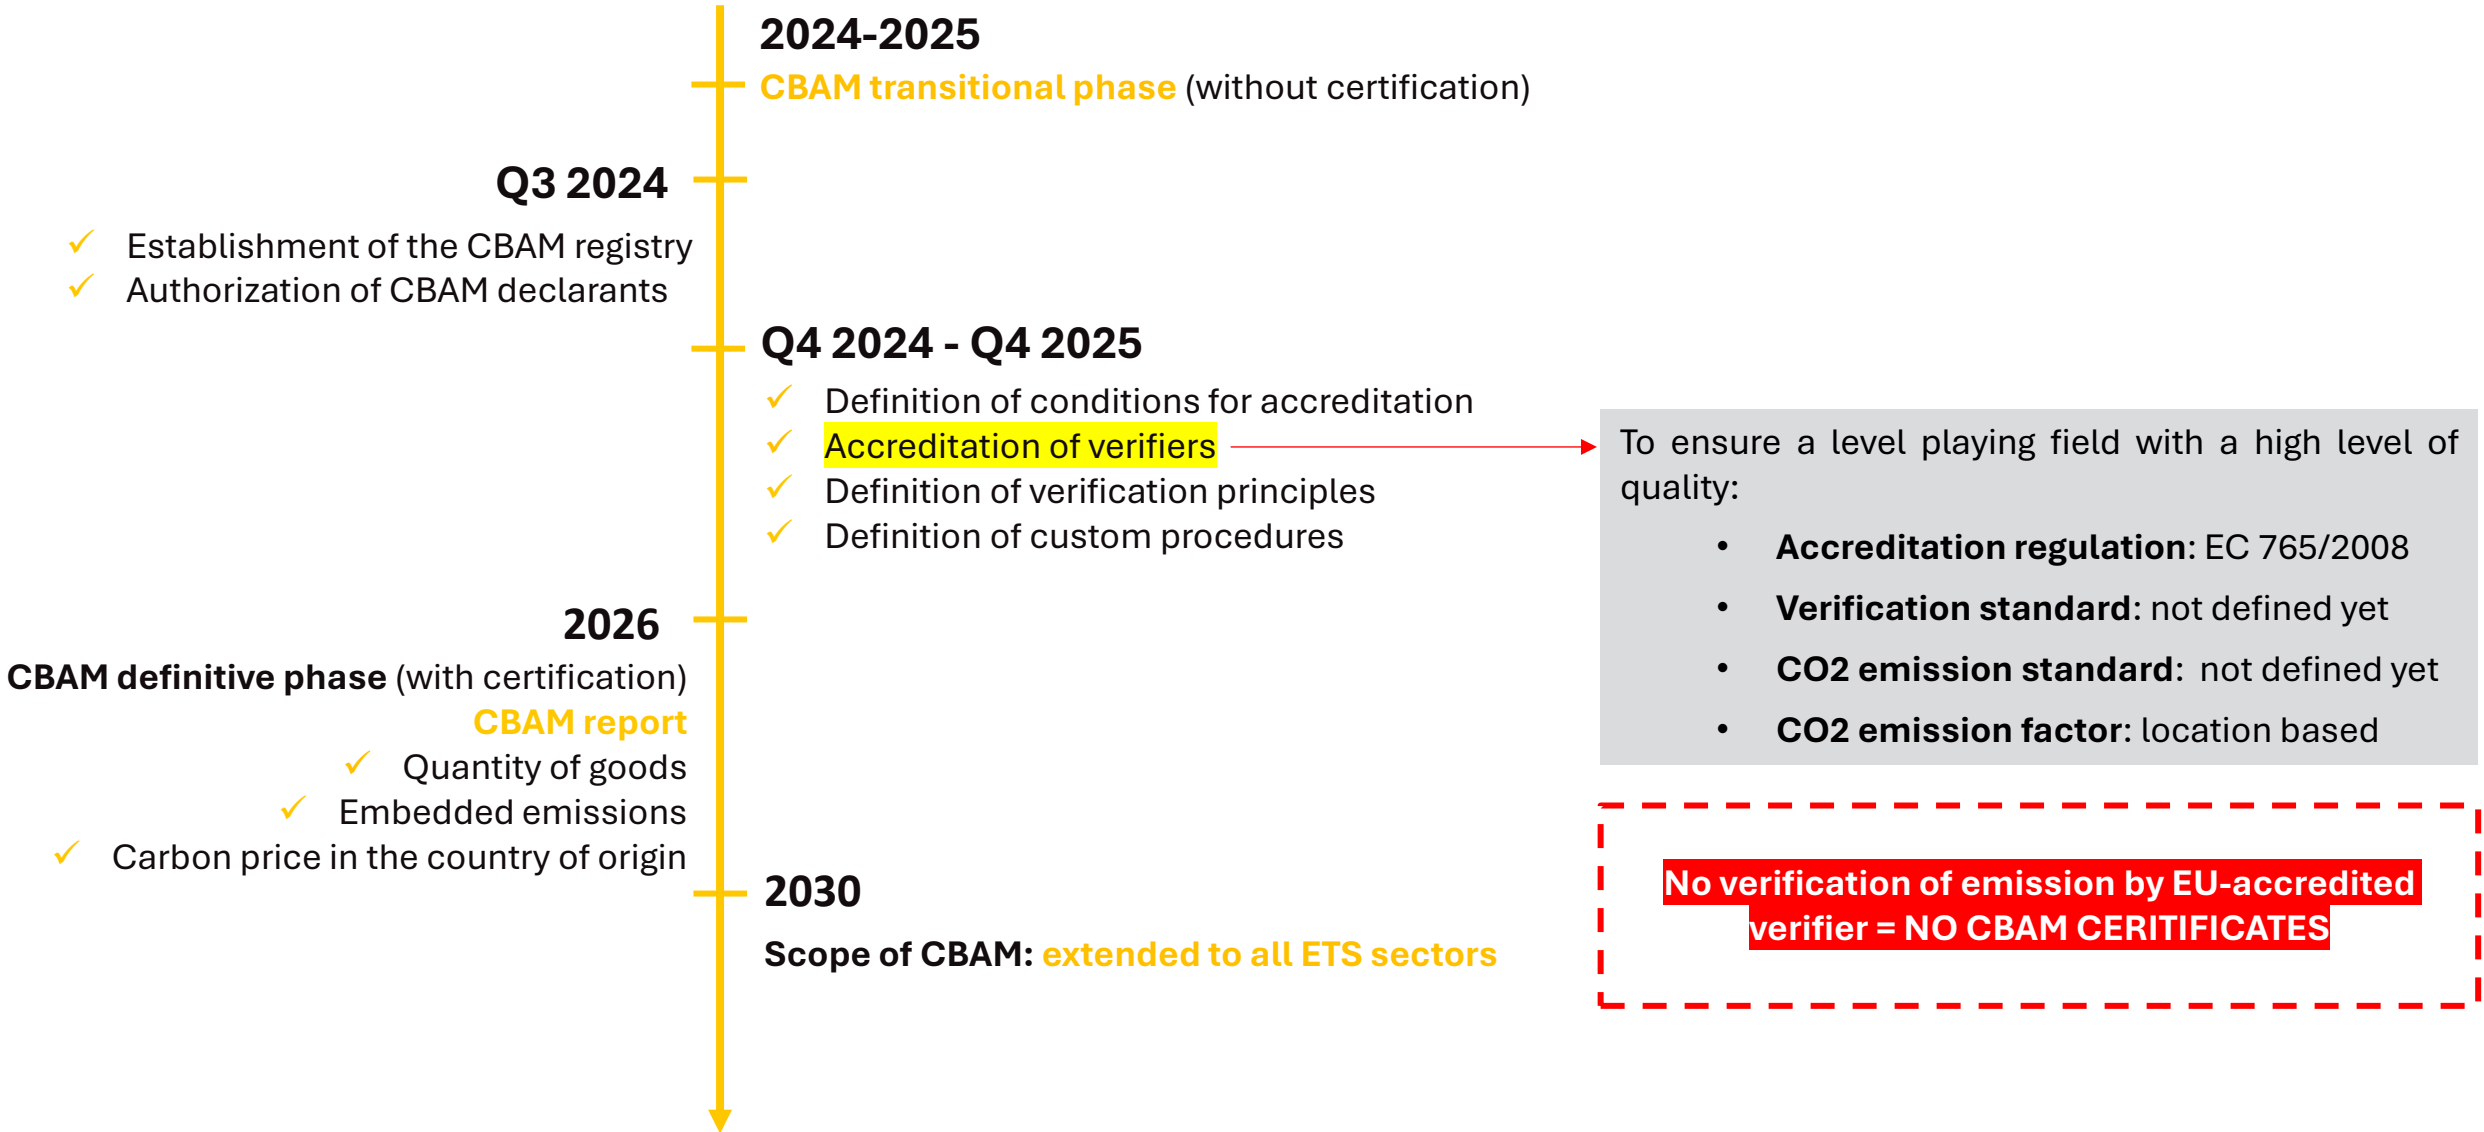 2024-2025
CBAM transitional phase (without certification)
Q3 2024
✓ Establishment of the CBAM registry
✓ Authorization of CBAM declarants
Q4 2024 - Q4 2025
✓ Definition of conditions for accreditation
✓ Accreditation of verifiers
✓ Definition of verification principles
✓ Definition of custom procedures
To ensure a level playing field with a high level of
quality:
• Accreditation regulation: EC 765/2008
• Verification standard: not defined yet
• CO2 emission standard: not defined yet
• CO2 emission factor: location based
2026
CBAM definitive phase (with certification)
CBAM report
✓ Quantity of goods
✓ Embedded emissions
✓ Carbon price in the country of origin
No verification of emission by EU-accredited
verifier = NO CBAM CERITIFICATES
2030
Scope of CBAM: extended to all ETS sectors